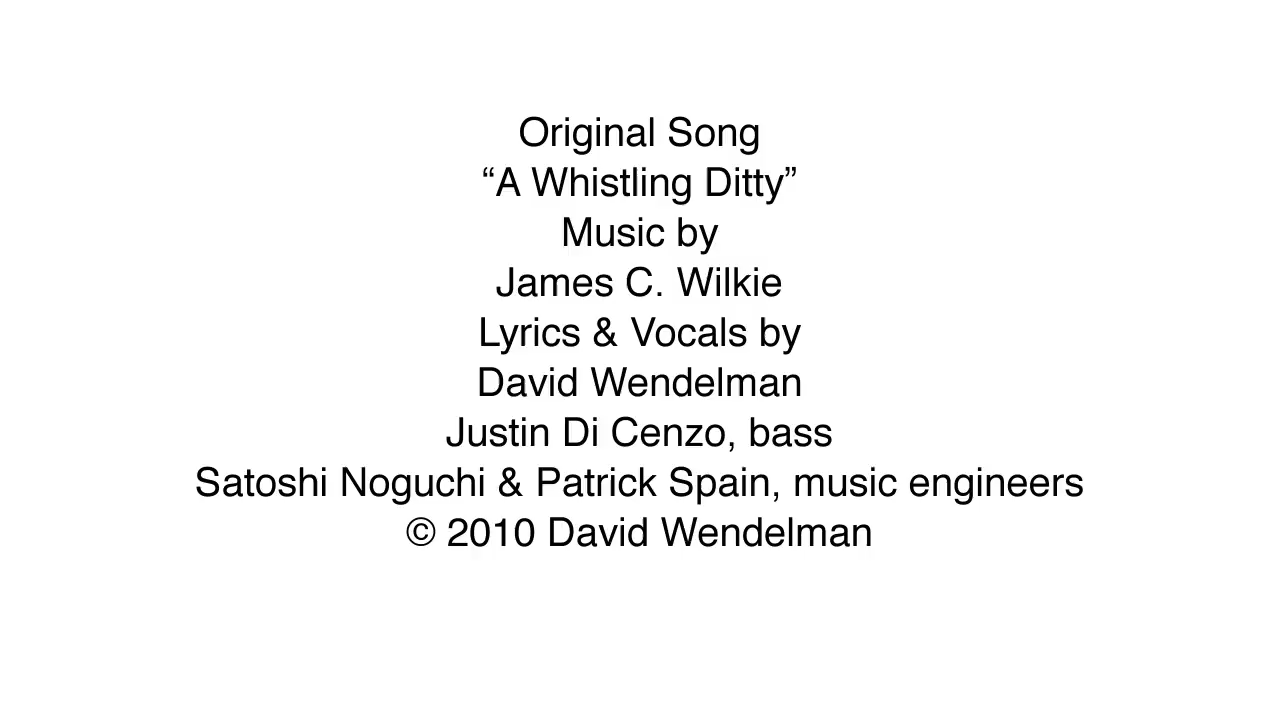 Original Song
“A Whistling Ditty”
Music by
James C. Wilkie
Lyrics & Vocals by
David Wendelman
Justin Di Cenzo, bass
Satoshi Noguchi & Patrick Spain, music engineers
© 2010 David Wendelman